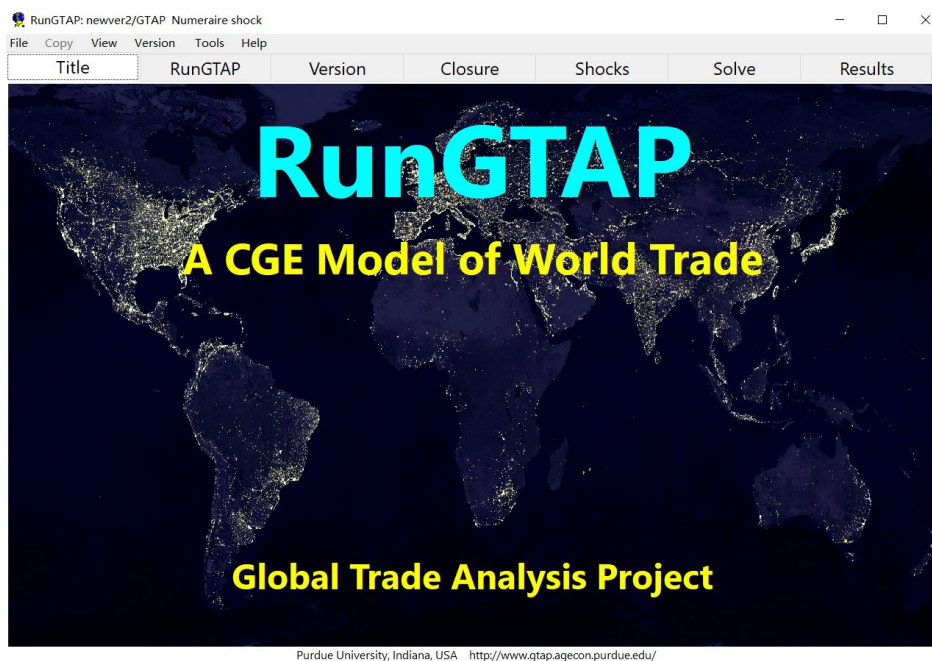 RunGTAP: newver2/GTAP Numeraire shock
File Copy View Version Tools Help
Title RunGTAP Version Closure Shocks Solve Results
RunGTAP
A CGE Model of World Trade
Global Trade Analysis Project
Purdue University, Indiana, USA http://www.gtap.agecon.purdue.edu/